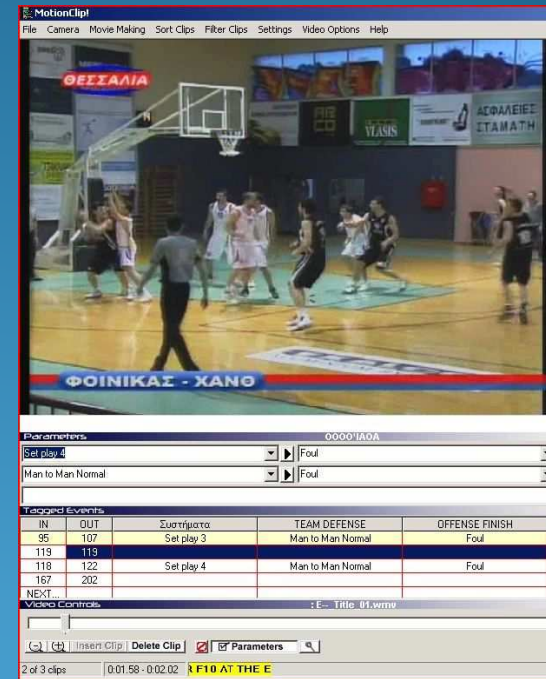 MotionClip!
File Camera Movie Making Sort Clips Filter Clips Settings Video Options Help
ΘΕΣΣΑΛΙΑ
VLASIS
ΑΣΦΑΛΕΙΕΣ
ΣΤΑΜΑΤΗ
ΦΟΙΝΙΚΑΣ - ΧΑΝΘ
Parameters
Set play 4 Foul
Man to Man Normal Foul
Tagged Events
IN OUT Συστήματα TEAM DEFENSE OFFENSE FINISH
95 107 Set play 3 Man to Man Normal Foul
119 119
118 122 Set play 4 Man to Man Normal Foul
167 202
NEXT...
Video Controls : E-- Title_01.wmv
Insert Clip Delete Clip Parameters
2 of 3 clips 0:01.58 - 0:02.02 R F10 AT THE E